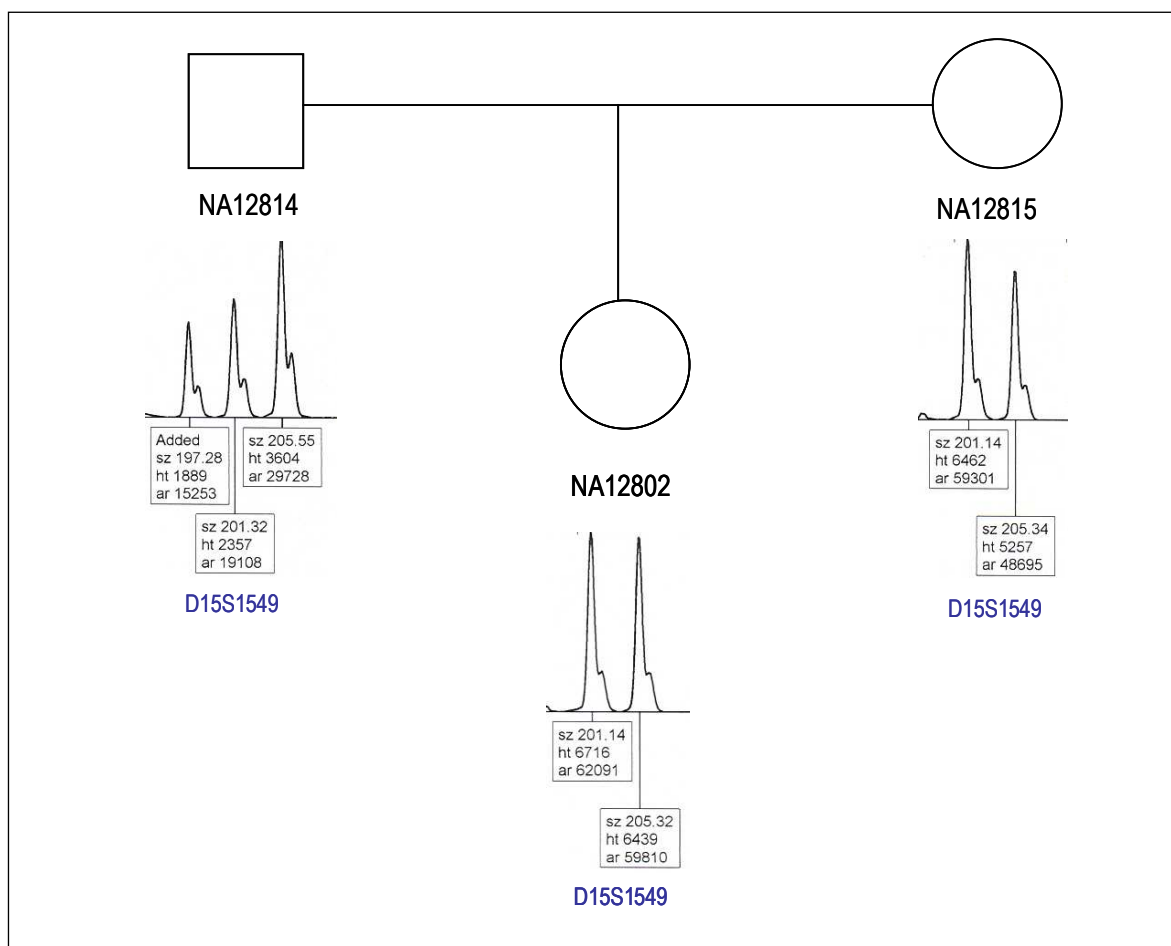 NA12814
NA12815
Added
sz 197.28
ht 1889
ar 15253
sz 205.55
ht 3604
ar 29728
sz 201.32
ht 2357
ar 19108
D15S1549
sz 201.14
ht 6462
ar 59301
sz 205.34
ht 5257
ar 48695
D15S1549
NA12802
sz 201.14
ht 6716
ar 62091
sz 205.32
ht 6439
ar 59810
D15S1549